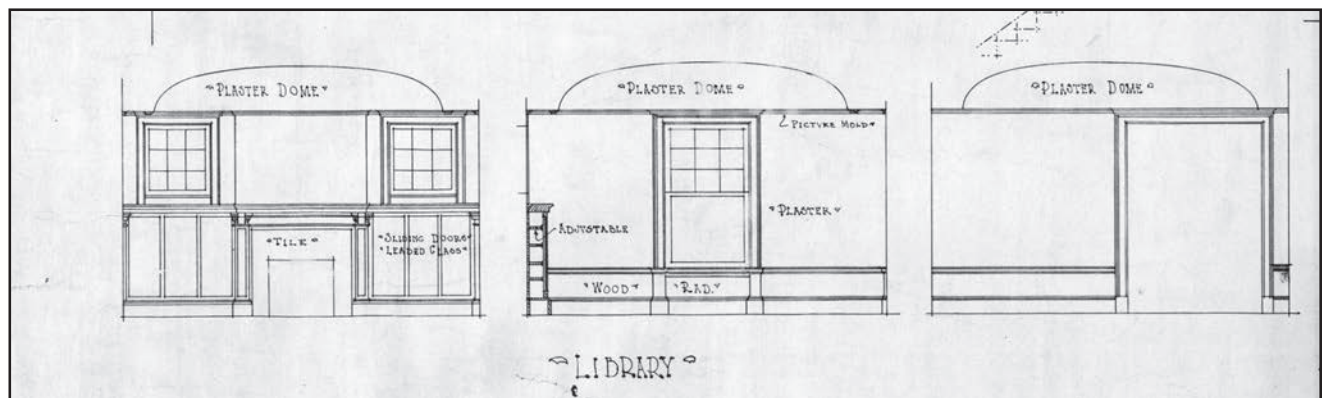 PLASTER DOME
TILE
SLIDING DOORS
LEADED GLASS
PLASTER DOME
PICTURE MOLD
PLASTER
ADJUSTABLE
WOOD
RAD.
PLASTER DOME
LIBRARY